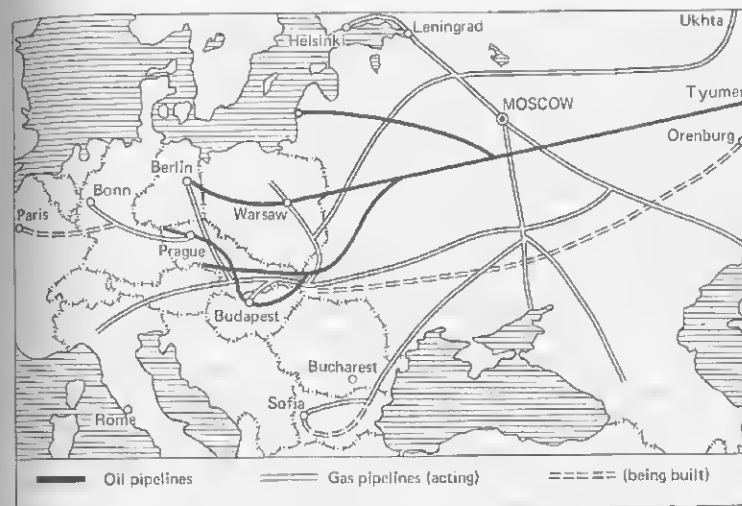 Ukhta
Helsinki
Leningrad
MOSCOW
Tyumen
Orenburg
Berlin
Bonn
Paris
Warsaw
Prague
Budapest
Bucharest
Sofia
Rome
Oil pipelines
Gas pipelines (acting)
(being built)